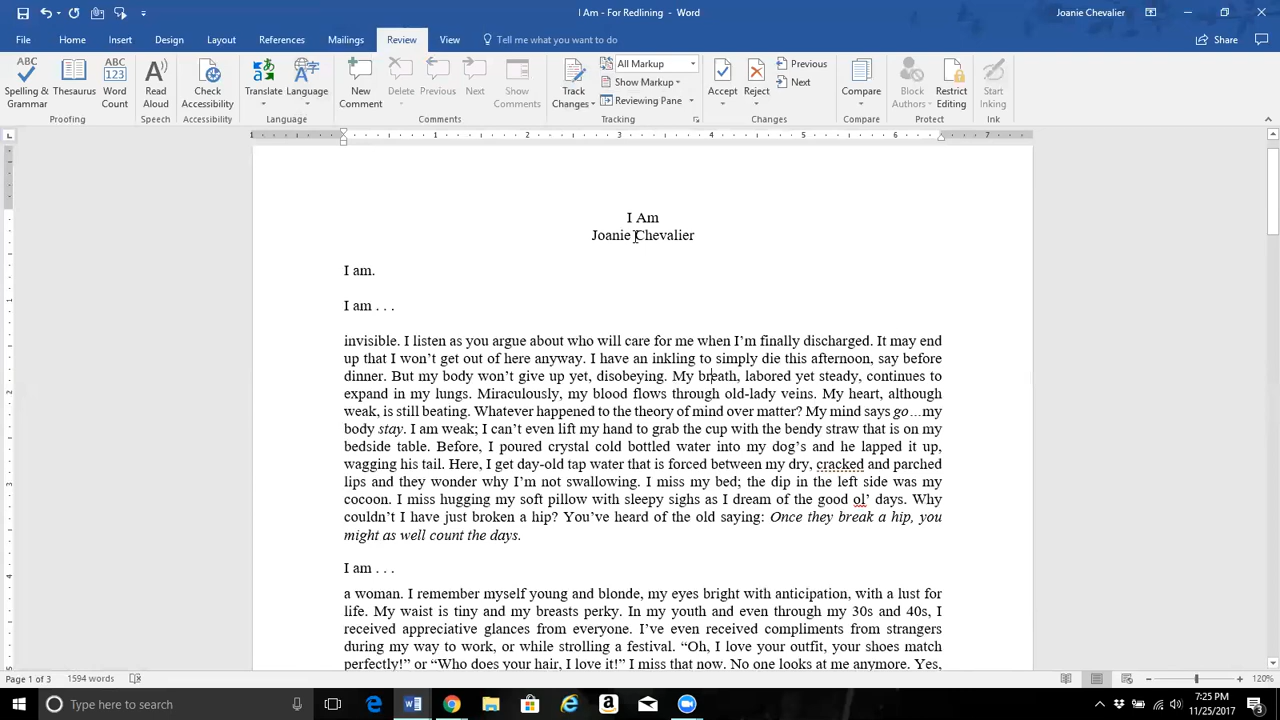 I Am - For Redlining - Word
Joanie Chevalier
File Home Insert Design Layout References Mailings Review View Tell me what you want to do Share
Spelling & Grammar Thesaurus Word Count Read Aloud Check Accessibility Translate Language New Comment Delete Previous Next Show Comments Track Changes All Markup Show Markup Reviewing Pane Accept Reject Previous Next Compare Block Authors Restrict Editing Start Inking
Proofing Speech Accessibility Language Comments Tracking Changes Compare Protect Ink
1 1 2 3 4 5 6 7
I Am
Joanie Chevalier
I am.
I am . . .
invisible. I listen as you argue about who will care for me when I’m finally discharged. It may end
up that I won’t get out of here anyway. I have an inkling to simply die this afternoon, say before
dinner. But my body won’t give up yet, disobeying. My breath, labored yet steady, continues to
expand in my lungs. Miraculously, my blood flows through old-lady veins. My heart, although
weak, is still beating. Whatever happened to the theory of mind over matter? My mind says go…my
body stay. I am weak; I can’t even lift my hand to grab the cup with the bendy straw that is on my
bedside table. Before, I poured crystal cold bottled water into my dog’s and he lapped it up,
wagging his tail. Here, I get day-old tap water that is forced between my dry, cracked and parched
lips and they wonder why I’m not swallowing. I miss my bed; the dip in the left side was my
cocoon. I miss hugging my soft pillow with sleepy sighs as I dream of the good ol’ days. Why
couldn’t I have just broken a hip? You’ve heard of the old saying: Once they break a hip, you
might as well count the days.
I am . . .
a woman. I remember myself young and blonde, my eyes bright with anticipation, with a lust for
life. My waist is tiny and my breasts perky. In my youth and even through my 30s and 40s, I
received appreciative glances from everyone. I’ve even received compliments from strangers
during my way to work, or while strolling a festival. “Oh, I love your outfit, your shoes match
perfectly!” or “Who does your hair, I love it!” I miss that now. No one looks at me anymore. Yes,
Page 1 of 3 1594 words 120%
Type here to search
7:25 PM
11/25/2017